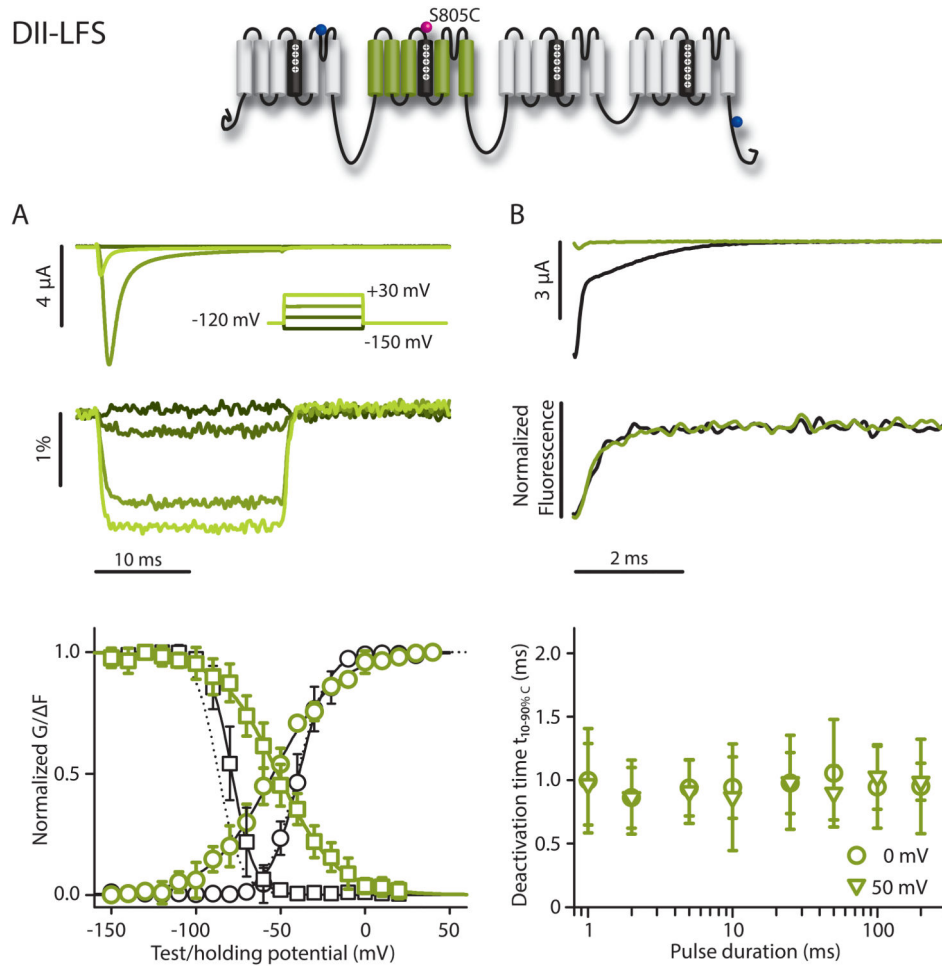 DII-LFS
S805C
A
4 µA
+30 mV
-120 mV
-150 mV
1%
10 ms
B
3 µA
Normalized
Fluorescence
2 ms
Normalized G/ΔF
1.0
0.5
0.0
-150 -100 -50 0 50
Test/holding potential (mV)
Deactivation time t10-90% C (ms)
2.0
1.5
1.0
0.5
0.0
0 mV
50 mV
1 10 100
Pulse duration (ms)